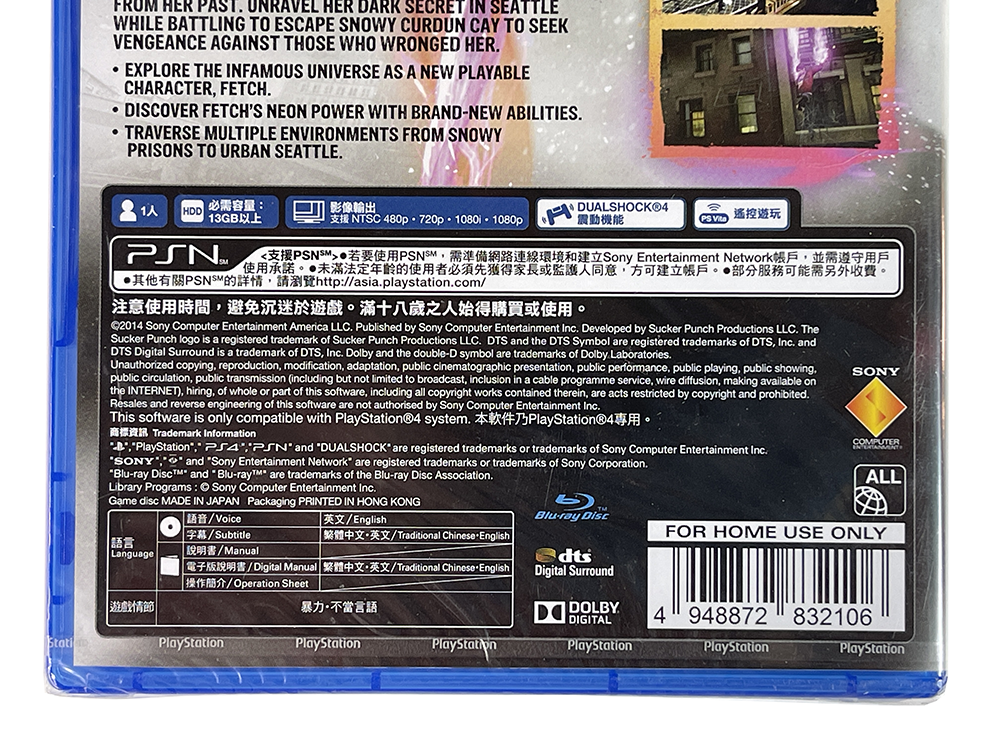 FROM HER PAST. UNRAVEL HER DARK SECRET IN SEATTLE
WHILE BATTLING TO ESCAPE SNOWY CURDUN CAY TO SEEK
VENGEANCE AGAINST THOSE WHO WRONGED HER.
• EXPLORE THE INFAMOUS UNIVERSE AS A NEW PLAYABLE
CHARACTER, FETCH.
• DISCOVER FETCH'S NEON POWER WITH BRAND-NEW ABILITIES.
• TRAVERSE MULTIPLE ENVIRONMENTS FROM SNOWY
PRISONS TO URBAN SEATTLE.
1人
HDD 必需容量：
13GB以上
影像輸出
支援 NTSC 480p・720p・1080i・1080p
DUALSHOCK®4
震動機能
PS Vita 遙控遊玩
PSN℠
<支援PSN℠>●若要使用PSN℠，需準備網路連線環境和建立Sony Entertainment Network帳戶，並需遵守用戶
使用承諾。●未滿法定年齡的使用者必須先獲得家長或監護人同意，方可建立帳戶。●部分服務可能需另外收費。
●其他有關PSN℠的詳情，請瀏覽http://asia.playstation.com/
注意使用時間，避免沉迷於遊戲。滿十八歲之人始得購買或使用。
©2014 Sony Computer Entertainment America LLC. Published by Sony Computer Entertainment Inc. Developed by Sucker Punch Productions LLC. The
Sucker Punch logo is a registered trademark of Sucker Punch Productions LLC. DTS and the DTS Symbol are registered trademarks of DTS, Inc. and
DTS Digital Surround is a trademark of DTS, Inc. Dolby and the double-D symbol are trademarks of Dolby Laboratories.
Unauthorized copying, reproduction, modification, adaptation, public cinematographic presentation, public performance, public playing, public showing,
public circulation, public transmission (including but not limited to broadcast, inclusion in a cable programme service, wire diffusion, making available on
the INTERNET), hiring, of whole or part of this software, including all copyright works contained therein, are acts restricted by copyright and prohibited.
Resales and reverse engineering of this software are not authorised by Sony Computer Entertainment Inc.
This software is only compatible with PlayStation®4 system. 本軟件乃PlayStation®4專用。
商標資訊 Trademark Information
"PS", "PlayStation", "PS4", "PSN" and "DUALSHOCK" are registered trademarks or trademarks of Sony Computer Entertainment Inc.
"SONY", " " and "Sony Entertainment Network" are registered trademarks or trademarks of Sony Corporation.
"Blu-ray Disc™" and "Blu-ray™" are trademarks of the Blu-ray Disc Association.
Library Programs : © Sony Computer Entertainment Inc.
Game disc MADE IN JAPAN Packaging PRINTED IN HONG KONG
語言
Language
語音/Voice 英文/English
字幕/Subtitle 繁體中文・英文/Traditional Chinese・English
說明書/Manual
電子版說明書/Digital Manual 繁體中文・英文/Traditional Chinese・English
操作簡介/Operation Sheet
遊戲情節 暴力・不當言語
Blu-ray Disc™
dts
Digital Surround
DOLBY
DIGITAL
SONY
COMPUTER
ENTERTAINMENT
ALL
FOR HOME USE ONLY
4 948872 832106
Station PlayStation PlayStation PlayStation PlayStation PlayStation PlayStation